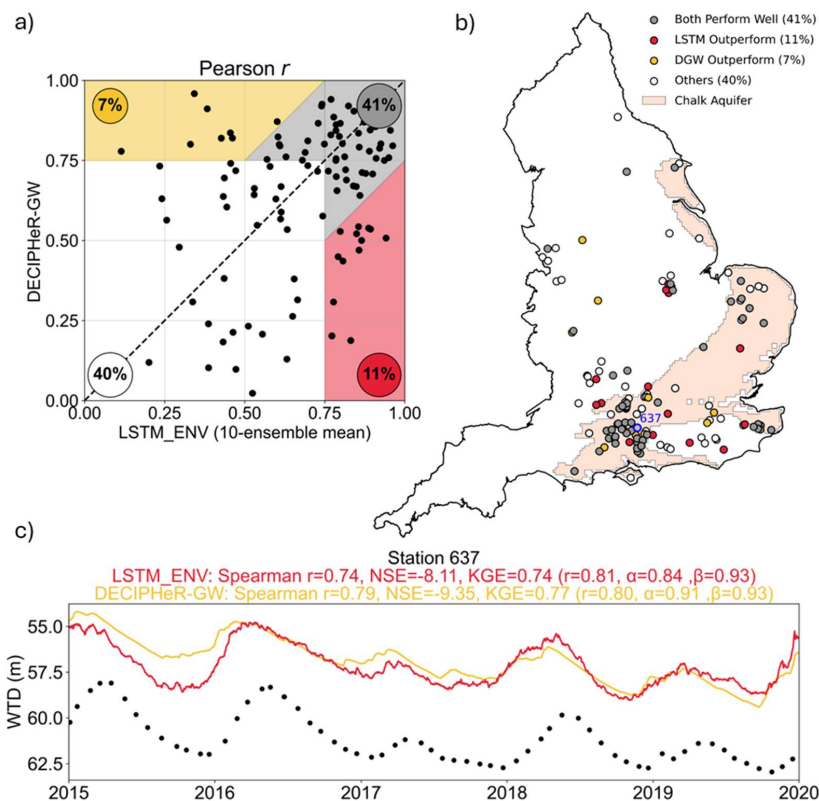 a)
Pearson r
1.00
0.75
0.50
0.25
0.00
DECIPHeR-GW
7%
41%
40%
11%
0.00 0.25 0.50 0.75 1.00
LSTM_ENV (10-ensemble mean)
b)
Both Perform Well (41%)
LSTM Outperform (11%)
DGW Outperform (7%)
Others (40%)
Chalk Aquifer
637
c)
Station 637
LSTM_ENV: Spearman r=0.74, NSE=-8.11, KGE=0.74 (r=0.81, α=0.84 ,β=0.93)
DECIPHeR-GW: Spearman r=0.79, NSE=-9.35, KGE=0.77 (r=0.80, α=0.91 ,β=0.93)
WTD (m)
55.0
57.5
60.0
62.5
2015 2016 2017 2018 2019 2020